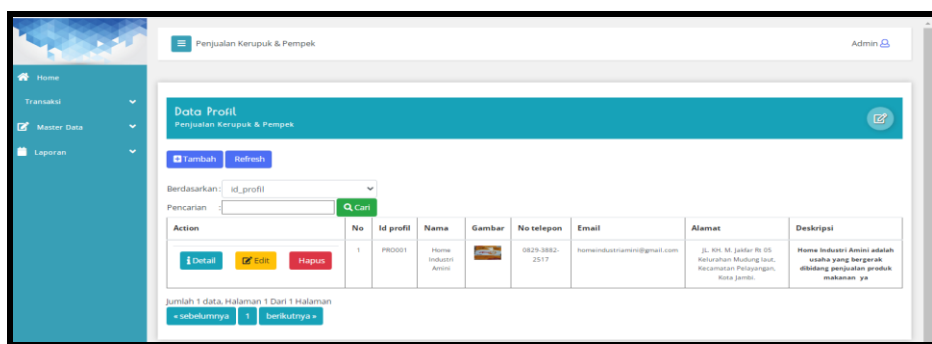 Penjualan Kerupuk & Pempek
Admin
Home
Transaksi
Master Data
Laporan
Data Profil
Penjualan Kerupuk & Pempek
Tambah
Refresh
Berdasarkan :
id_profil
Pencarian :
Cari
Action
No
Id profil
Nama
Gambar
No telepon
Email
Alamat
Deskripsi
Detail
Edit
Hapus
1
PRO001
Home
Industri
Amini
0829-3882-
2517
homeindustriamini@gmail.com
JL. KH. M. Jakfar Rt 05
Kelurahan Mudung laut,
Kecamatan Pelayangan,
Kota Jambi.
Home Industri Amini adalah
usaha yang bergerak
dibidang penjualan produk
makanan ya
Jumlah 1 data, Halaman 1 Dari 1 Halaman
« sebelumnya
1
berikutnya »